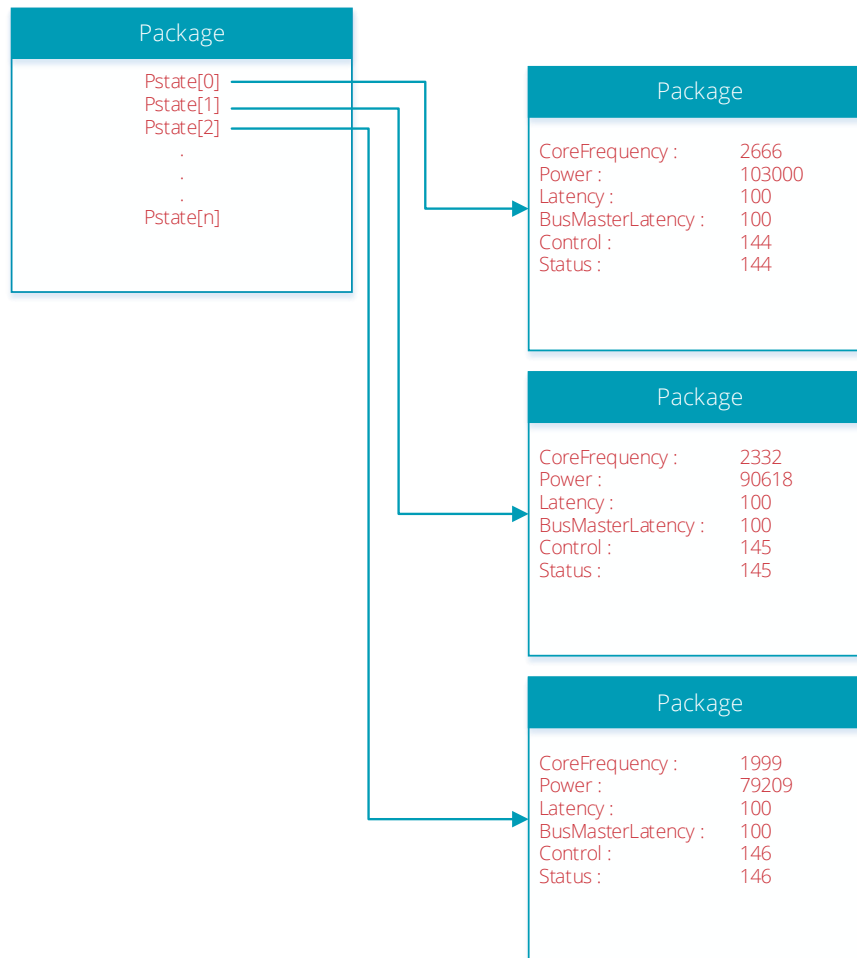 Package
Pstate[0]
Pstate[1]
Pstate[2]
.
.
.
Pstate[n]
Package
CoreFrequency : 2666
Power : 103000
Latency : 100
BusMasterLatency : 100
Control : 144
Status : 144
Package
CoreFrequency : 2332
Power : 90618
Latency : 100
BusMasterLatency : 100
Control : 145
Status : 145
Package
CoreFrequency : 1999
Power : 79209
Latency : 100
BusMasterLatency : 100
Control : 146
Status : 146